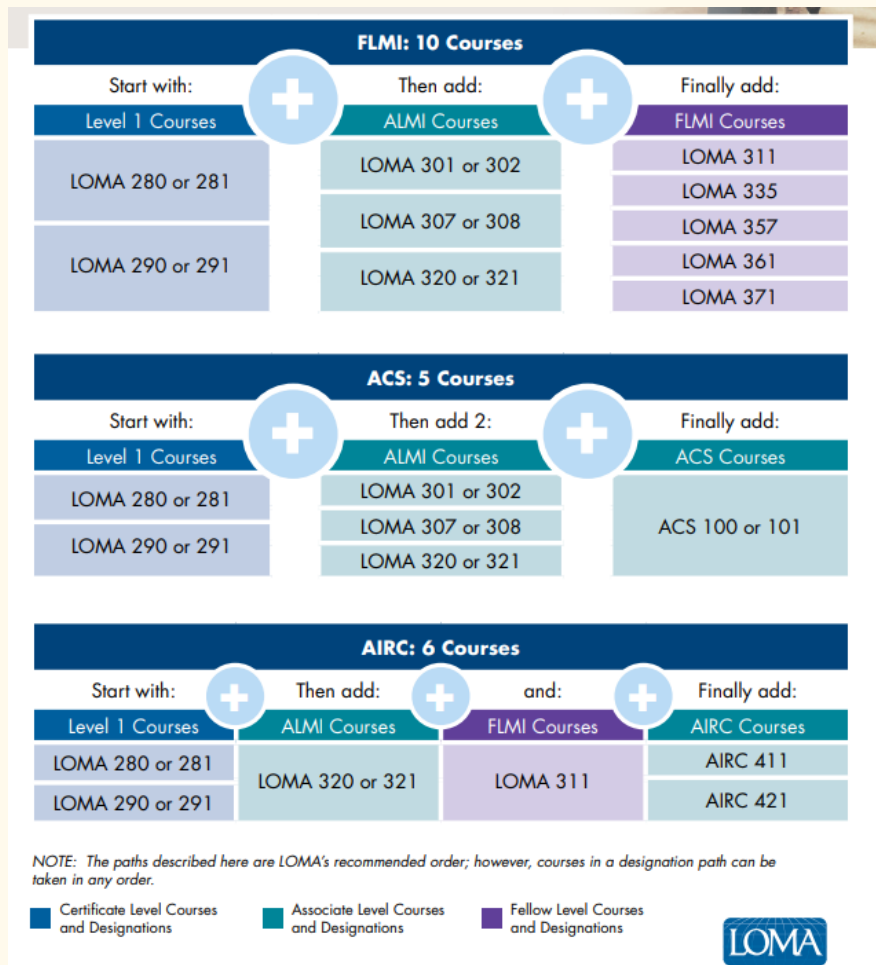 FLMI: 10 Courses
Start with:
Then add:
Finally add:
Level 1 Courses
ALMI Courses
FLMI Courses
LOMA 280 or 281
LOMA 290 or 291
LOMA 301 or 302
LOMA 307 or 308
LOMA 320 or 321
LOMA 311
LOMA 335
LOMA 357
LOMA 361
LOMA 371
ACS: 5 Courses
Start with:
Then add 2:
Finally add:
Level 1 Courses
ALMI Courses
ACS Courses
LOMA 280 or 281
LOMA 290 or 291
LOMA 301 or 302
LOMA 307 or 308
LOMA 320 or 321
ACS 100 or 101
AIRC: 6 Courses
Start with:
Then add:
and:
Finally add:
Level 1 Courses
ALMI Courses
FLMI Courses
AIRC Courses
LOMA 280 or 281
LOMA 290 or 291
LOMA 320 or 321
LOMA 311
AIRC 411
AIRC 421
NOTE: The paths described here are LOMA's recommended order; however, courses in a designation path can be
taken in any order.
Certificate Level Courses
and Designations
Associate Level Courses
and Designations
Fellow Level Courses
and Designations
LOMA